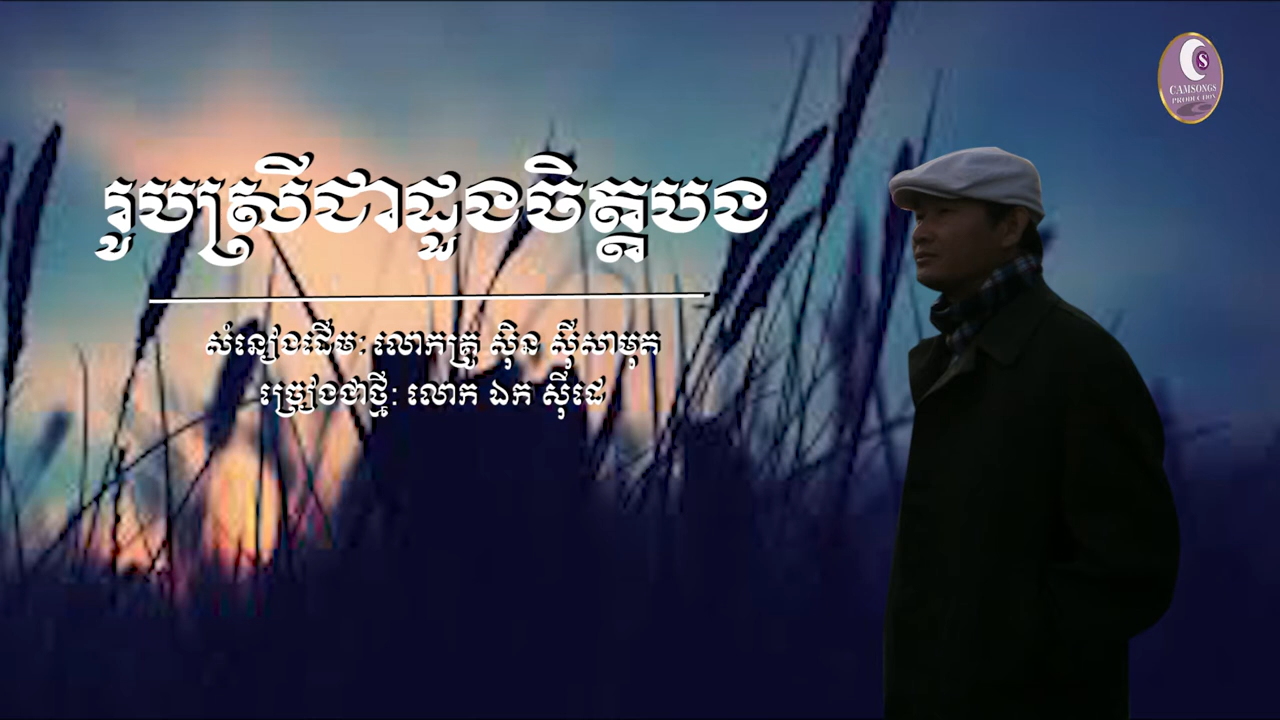 រូបស្រីជាដួងចិត្តបង
សំនៀងដើម: លោកគ្រូ ស៊ិន ស៊ីសាមុត
ច្រៀងជាថ្មី: លោក ឯក ស៊ីដេ
S
CAMSONGS
PRODUCTION